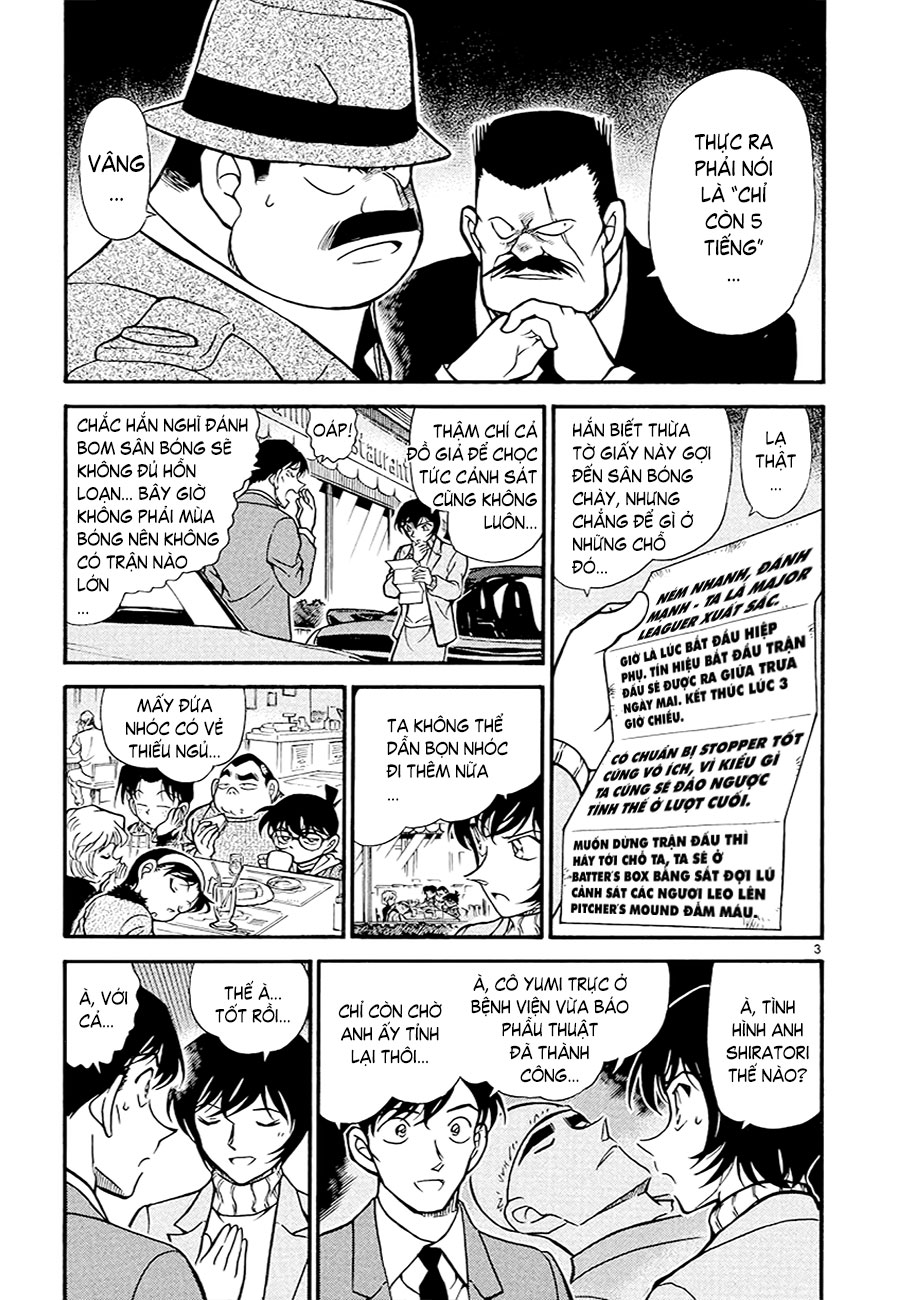 THỰC RA
PHẢI NÓI
LÀ “CHỈ
CÒN 5
TIẾNG”
...
VÂNG
...
LẠ
THẬT
...
HẮN BIẾT THỪA
TỜ GIẤY NÀY GỢI
ĐẾN SÂN BÓNG
CHÀY, NHƯNG
CHẲNG ĐỂ GÌ Ở
NHỮNG CHỖ
ĐÓ...
NÉM NHANH, ĐÁNH
MẠNH - TA LÀ MAJOR
LEAGUER XUẤT SẮC.
GIỜ LÀ LÚC BẮT ĐẦU HIỆP
PHỤ. TÍN HIỆU BẮT ĐẦU TRẬN
ĐẤU SẼ ĐƯỢC RA GIỮA TRƯA
NGÀY MAI. KẾT THÚC LÚC 3
GIỜ CHIỀU.
CÓ CHUẨN BỊ STOPPER TỐT
CŨNG VÔ ÍCH, VÌ KIỂU GÌ
TA CŨNG SẼ ĐẢO NGƯỢC
TÌNH THẾ Ở LƯỢT CUỐI.
MUỐN DỪNG TRẬN ĐẤU THÌ
HÃY TỚI CHỖ TA, TA SẼ Ở
BATTER'S BOX BẰNG SẮT ĐỢI LŨ
CẢNH SÁT CÁC NGƯƠI LEO LÊN
PITCHER'S MOUND ĐẪM MÁU.
THẬM CHÍ CẢ
ĐỒ GIẢ ĐỂ CHỌC
TỨC CẢNH SÁT
CŨNG KHÔNG
LUÔN...
OÁP!
staurant
CHẮC HẮN NGHĨ ĐÁNH
BOM SÂN BÓNG SẼ
KHÔNG ĐỦ HỖN
LOẠN... BÂY GIỜ
KHÔNG PHẢI MÙA
BÓNG NÊN KHÔNG
CÓ TRẬN NÀO
LỚN
...
TA KHÔNG THỂ
DẪN BỌN NHÓC
ĐI THÊM NỮA
...
MẤY ĐỨA
NHÓC CÓ VẺ
THIẾU NGỦ...
3
À, TÌNH
HÌNH ANH
SHIRATORI
THẾ NÀO?
À, CÔ YUMI TRỰC Ở
BỆNH VIỆN VỪA BÁO
PHẪU THUẬT
ĐÃ THÀNH
CÔNG...
CHỈ CÒN CHỜ
ANH ẤY TỈNH
LẠI THÔI...
THẾ À...
TỐT RỒI...
À, VỚI
CẢ...